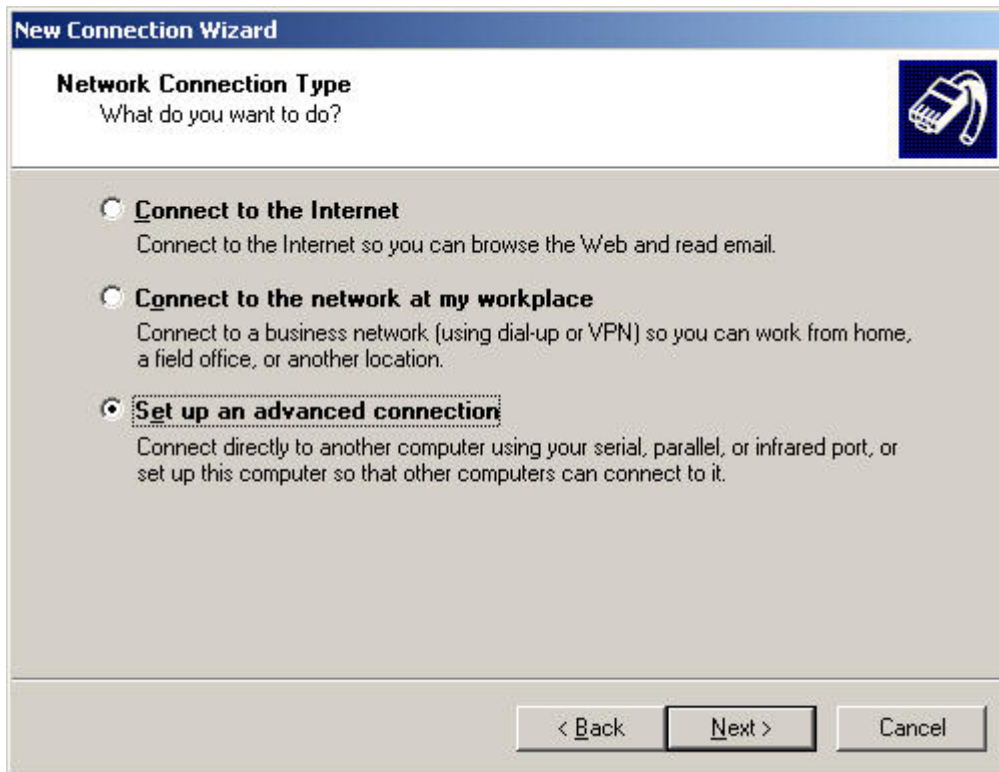 New Connection Wizard
Network Connection Type
What do you want to do?
Connect to the Internet
Connect to the Internet so you can browse the Web and read email.
Connect to the network at my workplace
Connect to a business network (using dial-up or VPN) so you can work from home,
a field office, or another location.
Set up an advanced connection
Connect directly to another computer using your serial, parallel, or infrared port, or
set up this computer so that other computers can connect to it.
< Back
Next >
Cancel